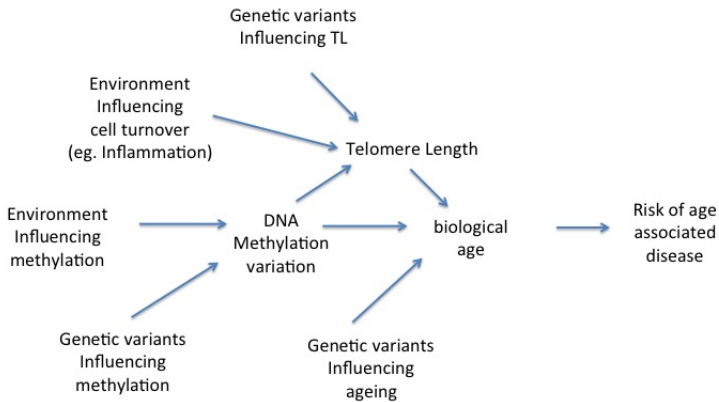 Genetic variants
Influencing TL
Environment
Influencing
cell turnover
(eg. Inflammation)
Telomere Length
Environment
Influencing
methylation
DNA
Methylation
variation
biological
age
Risk of age
associated
disease
Genetic variants
Influencing
methylation
Genetic variants
Influencing
ageing